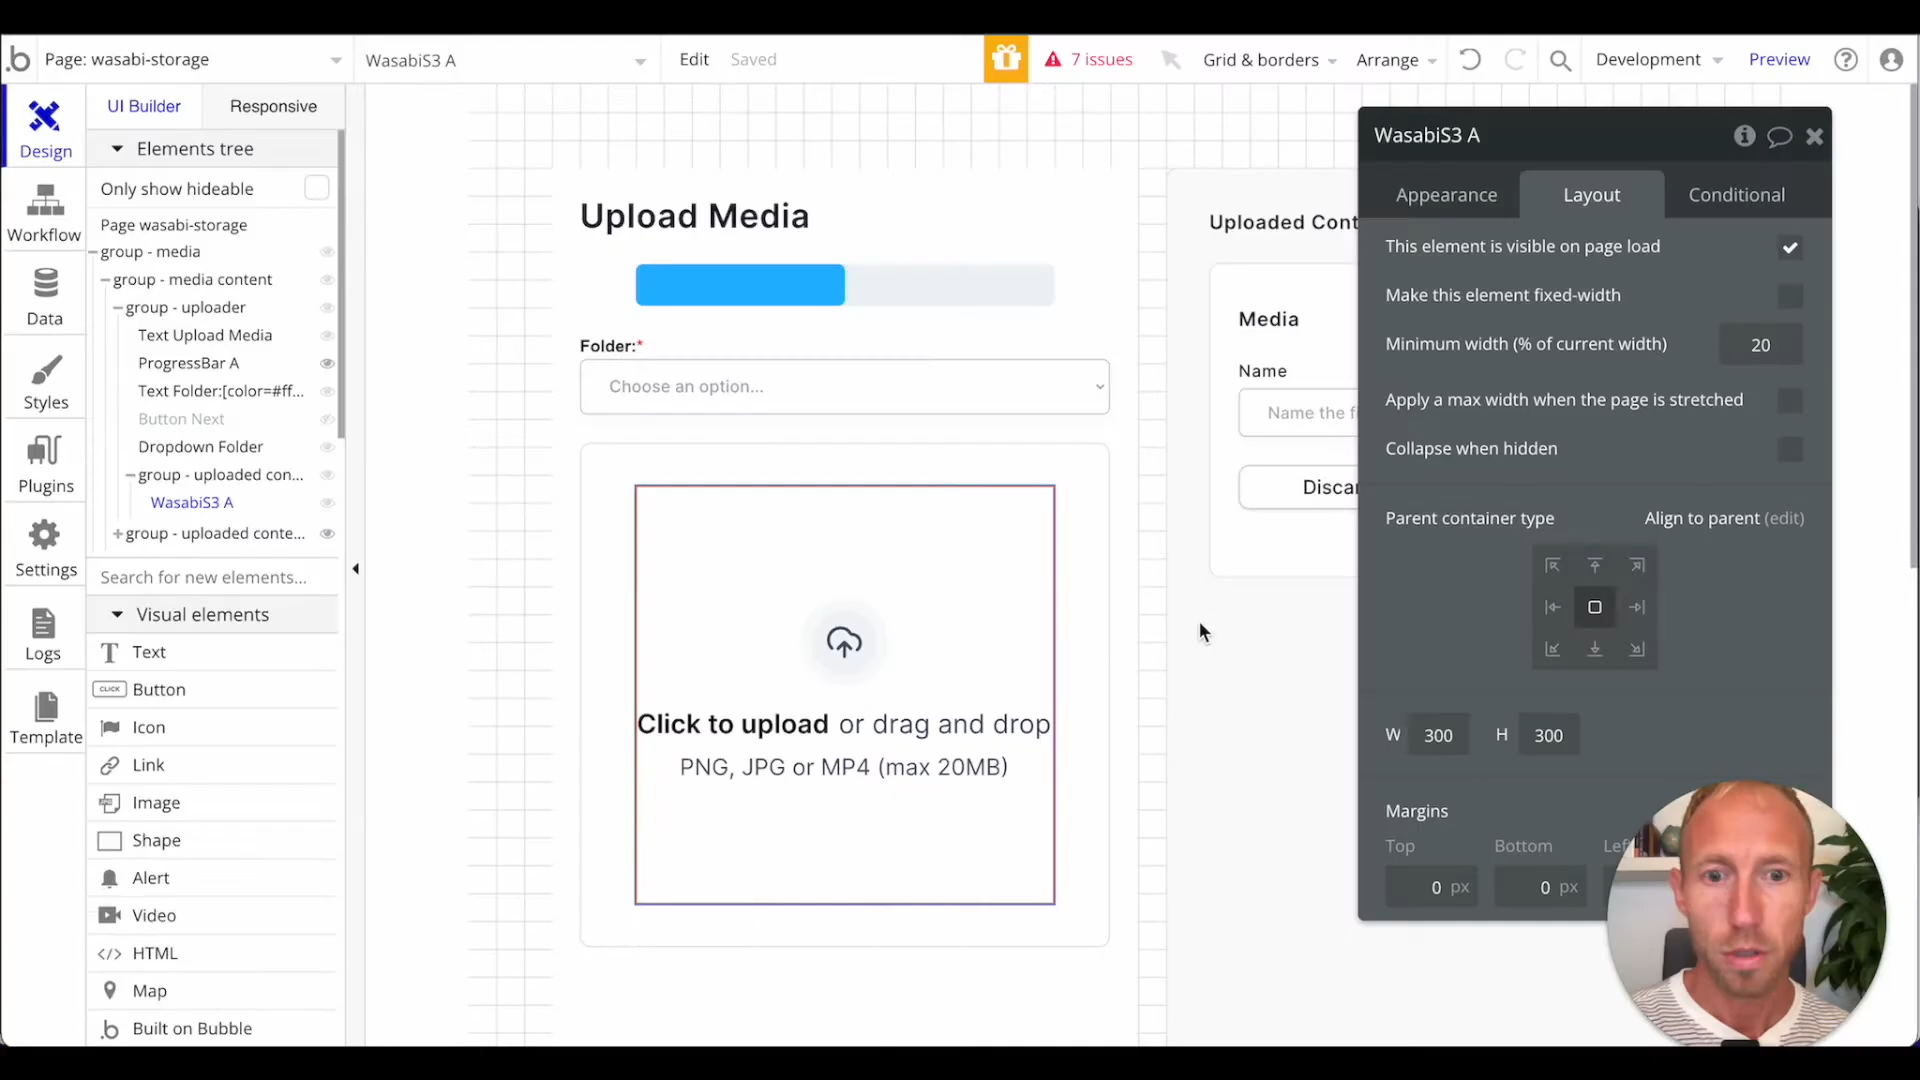 Page: wasabi-storage
WasabiS3 A
Edit
Saved
7 issues
Grid & borders
Arrange
Development
Preview
Design
Workflow
Data
Styles
Plugins
Settings
Logs
Template
UI Builder
Responsive
Elements tree
Only show hideable
Page wasabi-storage
group - media
group - media content
group - uploader
Text Upload Media
ProgressBar A
Text Folder:[color=#ff...
Button Next
Dropdown Folder
group - uploaded con...
WasabiS3 A
group - uploaded conte...
Search for new elements...
Visual elements
Text
CLICK Button
Icon
Link
Image
Shape
Alert
Video
HTML
Map
Built on Bubble
Upload Media
Folder:*
Choose an option...
Click to upload or drag and drop
PNG, JPG or MP4 (max 20MB)
Uploaded Cont
Media
Name
Name the f
Discar
WasabiS3 A
Appearance
Layout
Conditional
This element is visible on page load
Make this element fixed-width
Minimum width (% of current width)
20
Apply a max width when the page is stretched
Collapse when hidden
Parent container type
Align to parent (edit)
W 300 H 300
Margins
Top
Bottom
Lef
0 px
0 px